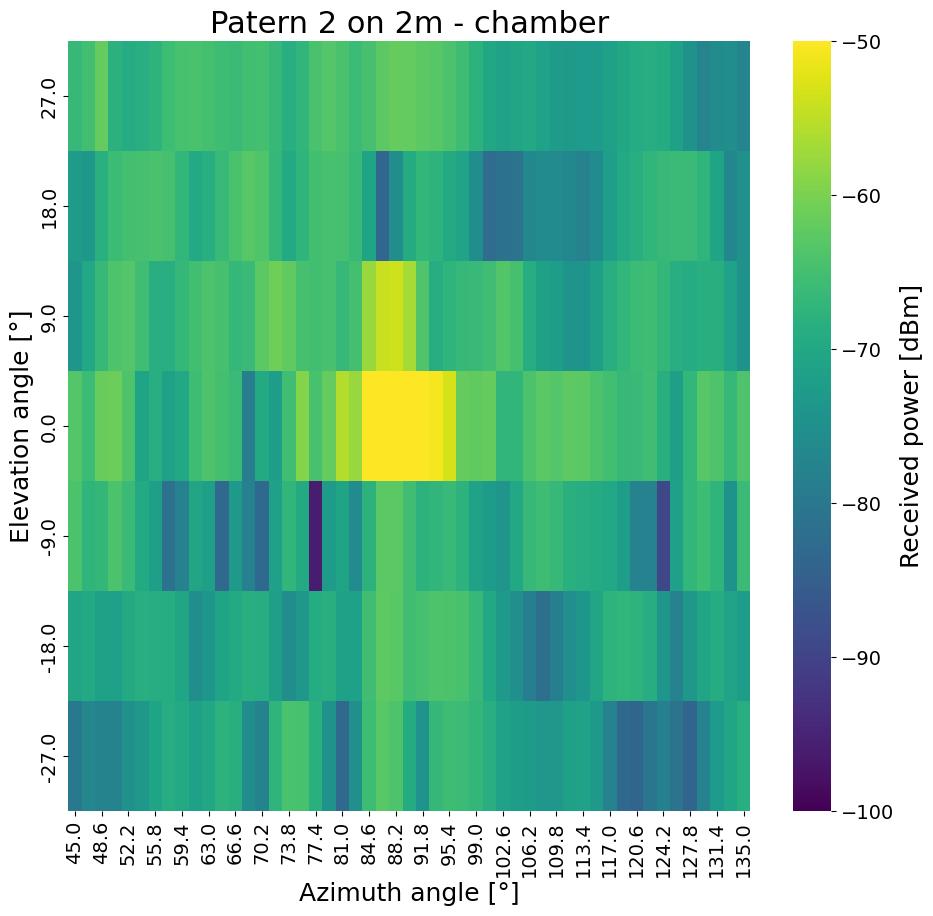 Patern 2 on 2m - chamber
Elevation angle [°]
27.0
18.0
9.0
0.0
-9.0
-18.0
-27.0
45.0 48.6 52.2 55.8 59.4 63.0 66.6 70.2 73.8 77.4 81.0 84.6 88.2 91.8 95.4 99.0 102.6 106.2 109.8 113.4 117.0 120.6 124.2 127.8 131.4 135.0
Azimuth angle [°]
−50
−60
−70
−80
−90
−100
Received power [dBm]